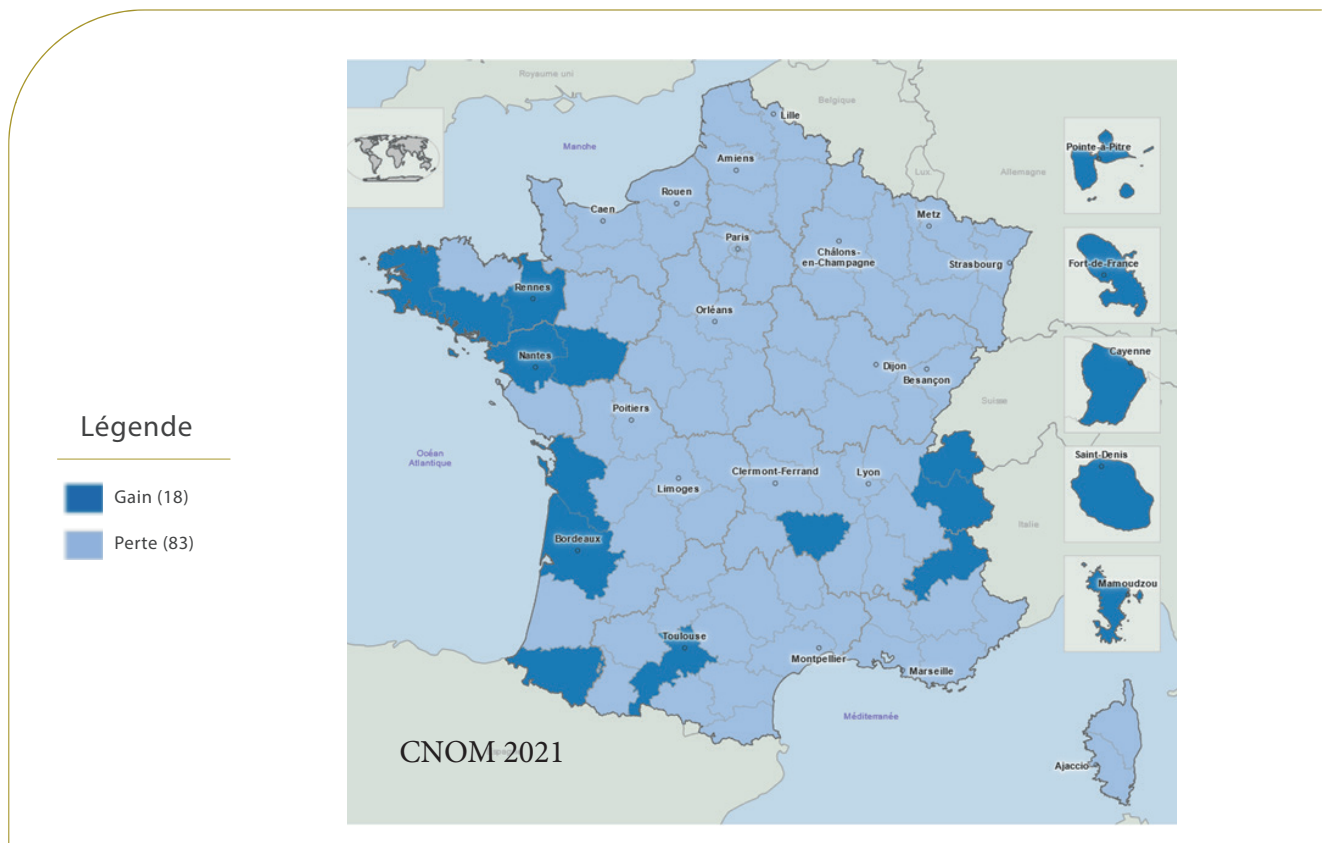 Royaume uni
Belgique
Lille
Manche
Pointe-à-Pitre
Amiens
Lux.
Allemagne
Rouen
Caen
Metz
Paris
Châlons-
en-Champagne
Strasbourg
Fort-de-France
Rennes
Orléans
Nantes
Dijon
Besançon
Cayenne
Suisse
Poitiers
Légende
Océan
Atlantique
Saint-Denis
Clermont-Ferrand
Lyon
Limoges
Gain (18)
Italie
Perte (83)
Bordeaux
Mamoudzou
Toulouse
Montpellier
Marseille
Méditerranée
CNOM 2021
Ajaccio